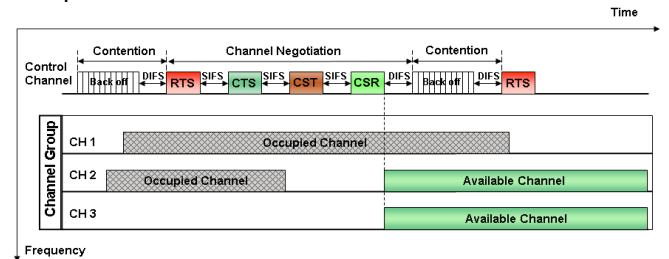 Time
Contention Channel Negotiation Contention
Control Channel
Back off DIFS RTS SIFS CTS SIFS CST SIFS CSR DIFS Back off DIFS RTS
Channel Group
CH 1 Occupied Channel
CH 2 Occupied Channel Available Channel
CH 3 Available Channel
Frequency